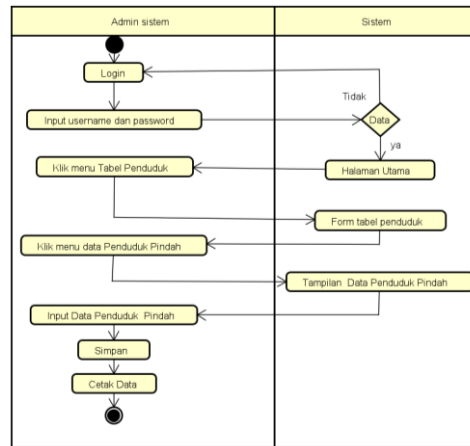 Admin sistem
Sistem
Login
Tidak
Input username dan password
Data
ya
Klik menu Tabel Penduduk
Halaman Utama
Form tabel penduduk
Klik menu data Penduduk Pindah
Tampilan Data Penduduk Pindah
Input Data Penduduk Pindah
Simpan
Cetak Data